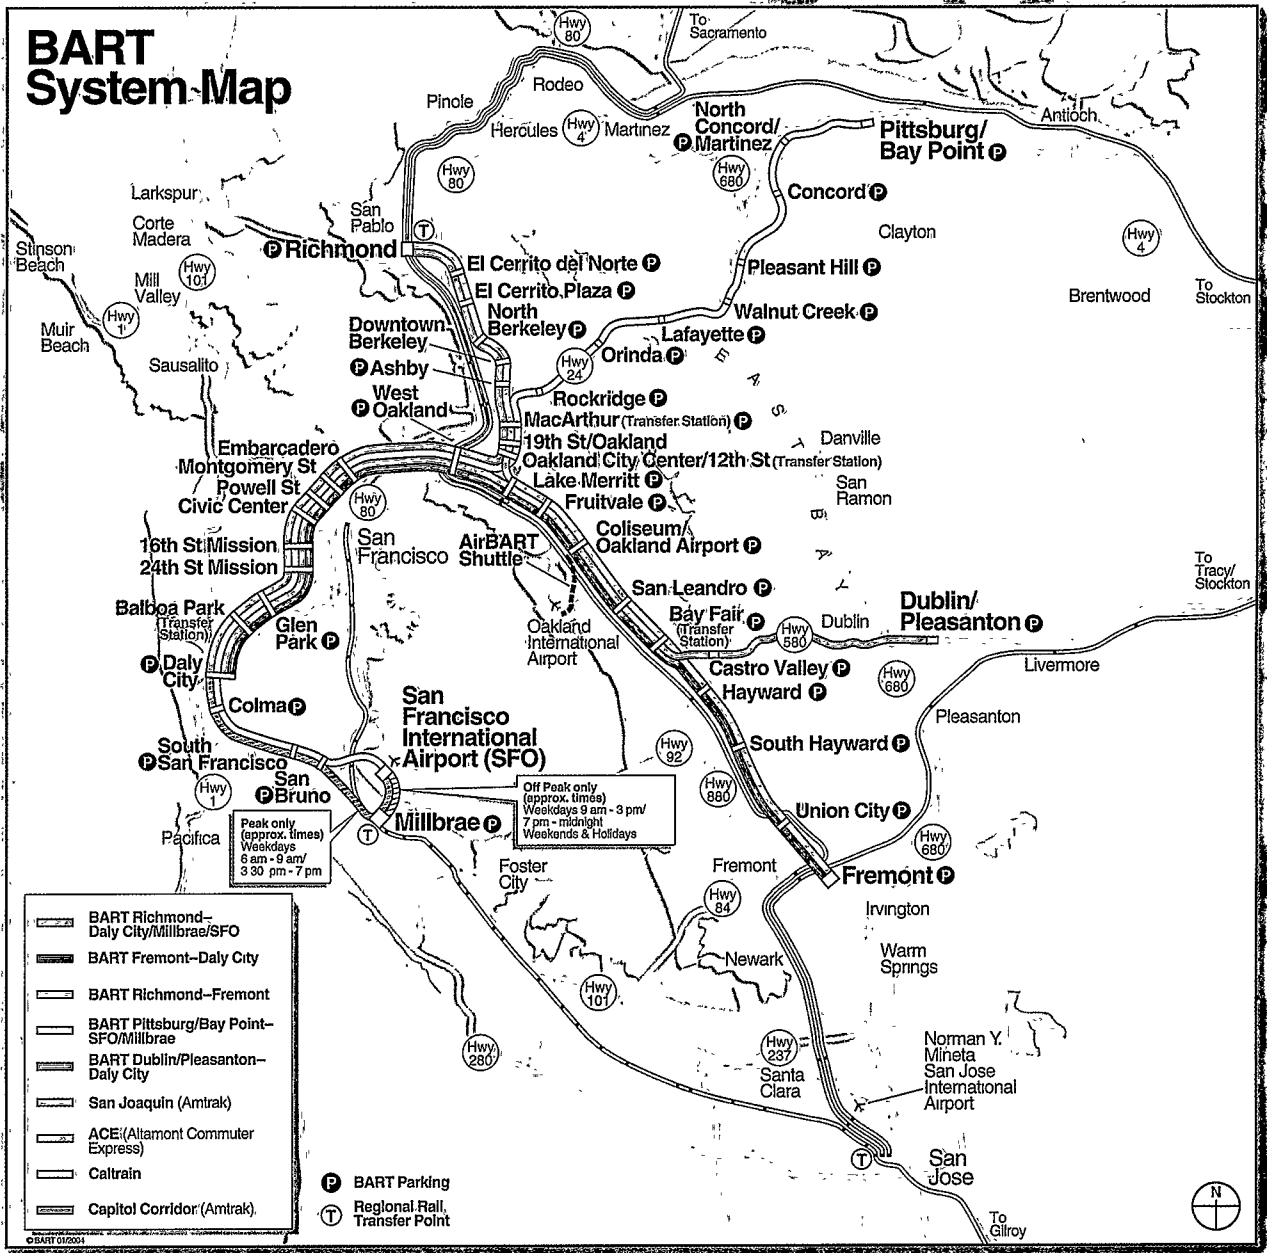 BART
System Map
Hwy
80
To
Sacramento
Rodeo
Pinole
Hercules
Hwy
4
Martinez
North
Concord/
Martinez P
Pittsburg/
Bay Point P
Antioch
Hwy
80
Hwy
680
Concord P
Larkspur
Corte
Madera
San
Pablo
T
Clayton
Hwy
4
Stinson
Beach
Hwy
101
P Richmond
El Cerrito del Norte P
Pleasant Hill P
Mill
Valley
El Cerrito Plaza P
Brentwood
To
Stockton
Hwy
1
Muir
Beach
North
Berkeley P
Walnut Creek P
Downtown
Berkeley
Lafayette P
Orinda P
Sausalito
P Ashby
Hwy
24
EAST BAY
West
P Oakland
Rockridge P
MacArthur (Transfer Station) P
19th St/Oakland
Oakland City Center/12th St (Transfer Station)
Danville
Embarcadero
Montgomery St
Powell St
Civic Center
Lake Merritt P
Fruitvale P
San
Ramon
Hwy
80
San
Francisco
AirBART
Shuttle
Coliseum/
Oakland Airport P
16th St Mission
24th St Mission
San Leandro P
To
Tracy/
Stockton
Balboa Park
(Transfer
Station)
Glen
Park P
Oakland
International
Airport
Bay Fair P
(Transfer
Station)
Hwy
580
Dublin
Dublin/
Pleasanton P
P Daly
City
Castro Valley P
Hayward P
Hwy
680
Livermore
Colma P
San
Francisco
International
Airport (SFO)
Pleasanton
South
P San Francisco
Hwy
92
South Hayward P
Hwy
1
San
P Bruno
Hwy
880
Off Peak only
(approx. times)
Weekdays 9 am - 3 pm/
7 pm - midnight
Weekends & Holidays
Union City P
Pacifica
Peak only
(approx. times)
Weekdays
6 am - 9 am/
3 30 pm - 7 pm
Millbrae P
T
Hwy
680
Foster
City
Fremont
Fremont P
Hwy
84
Irvington
Newark
Warm
Springs
Hwy
101
Hwy
280
Hwy
237
Santa
Clara
Norman Y.
Mineta
San Jose
International
Airport
T
San
Jose
To
Gilroy
N
BART Richmond–
Daly City/Millbrae/SFO
BART Fremont–Daly City
BART Richmond–Fremont
BART Pittsburg/Bay Point–
SFO/Millbrae
BART Dublin/Pleasanton–
Daly City
San Joaquin (Amtrak)
ACE (Altamont Commuter
Express)
Caltrain
Capitol Corridor (Amtrak)
P BART Parking
T Regional Rail
Transfer Point
© BART 01/2004